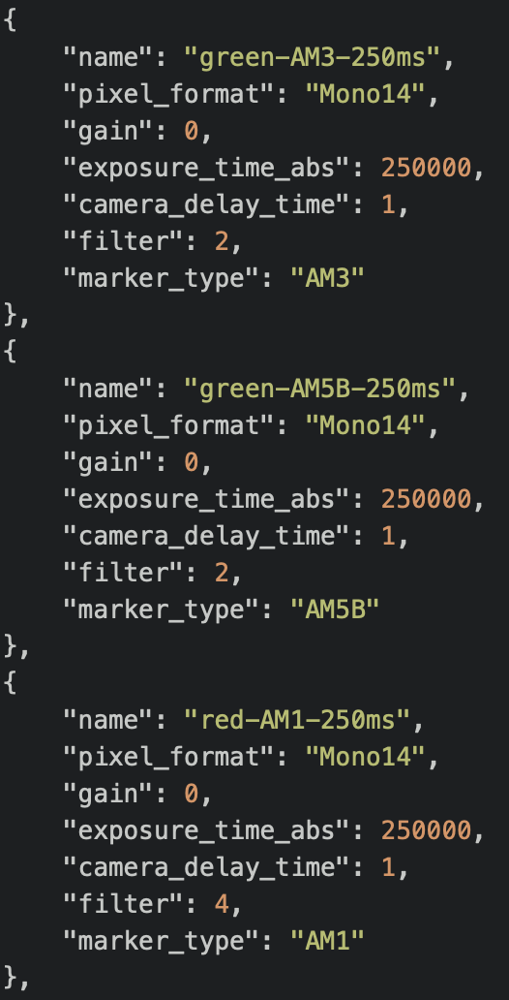 {
    "name": "green-AM3-250ms",
    "pixel_format": "Mono14",
    "gain": 0,
    "exposure_time_abs": 250000,
    "camera_delay_time": 1,
    "filter": 2,
    "marker_type": "AM3"
},
{
    "name": "green-AM5B-250ms",
    "pixel_format": "Mono14",
    "gain": 0,
    "exposure_time_abs": 250000,
    "camera_delay_time": 1,
    "filter": 2,
    "marker_type": "AM5B"
},
{
    "name": "red-AM1-250ms",
    "pixel_format": "Mono14",
    "gain": 0,
    "exposure_time_abs": 250000,
    "camera_delay_time": 1,
    "filter": 4,
    "marker_type": "AM1"
},